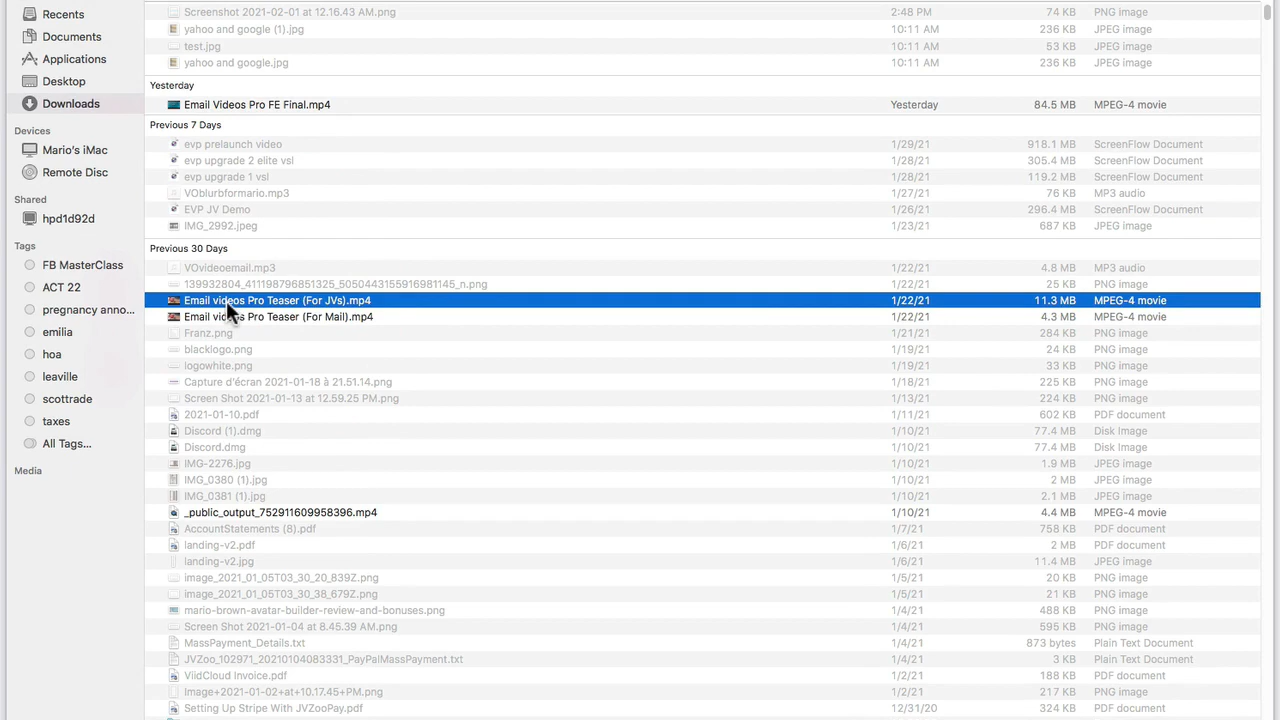 Recents
Documents
Applications
Desktop
Downloads
Devices
Mario's iMac
Remote Disc
Shared
hpd1d92d
Tags
FB MasterClass
ACT 22
pregnancy anno...
emilia
hoa
leaville
scottrade
taxes
All Tags...
Media
Screenshot 2021-02-01 at 12.16.43 AM.png 2:48 PM 74 KB PNG image
yahoo and google (1).jpg 10:11 AM 236 KB JPEG image
test.jpg 10:11 AM 53 KB JPEG image
yahoo and google.jpg 10:11 AM 236 KB JPEG image
Yesterday
Email Videos Pro FE Final.mp4 Yesterday 84.5 MB MPEG-4 movie
Previous 7 Days
evp prelaunch video 1/29/21 918.1 MB ScreenFlow Document
evp upgrade 2 elite vsl 1/28/21 305.4 MB ScreenFlow Document
evp upgrade 1 vsl 1/28/21 119.2 MB ScreenFlow Document
VOblurbformario.mp3 1/27/21 76 KB MP3 audio
EVP JV Demo 1/26/21 296.4 MB ScreenFlow Document
IMG_2992.jpeg 1/23/21 687 KB JPEG image
Previous 30 Days
VOvideoemail.mp3 1/22/21 4.8 MB MP3 audio
139932804_411198796851325_5050443155916981145_n.png 1/22/21 25 KB PNG image
Email videos Pro Teaser (For JVs).mp4 1/22/21 11.3 MB MPEG-4 movie
Email videos Pro Teaser (For Mail).mp4 1/22/21 4.3 MB MPEG-4 movie
Franz.png 1/21/21 284 KB PNG image
blacklogo.png 1/19/21 24 KB PNG image
logowhite.png 1/19/21 33 KB PNG image
Capture d'écran 2021-01-18 à 21.51.14.png 1/18/21 225 KB PNG image
Screen Shot 2021-01-13 at 12.59.25 PM.png 1/13/21 224 KB PNG image
2021-01-10.pdf 1/11/21 602 KB PDF document
Discord (1).dmg 1/10/21 77.4 MB Disk Image
Discord.dmg 1/10/21 77.4 MB Disk Image
IMG-2276.jpg 1/10/21 1.9 MB JPEG image
IMG_0380 (1).jpg 1/10/21 2 MB JPEG image
IMG_0381 (1).jpg 1/10/21 2.1 MB JPEG image
_public_output_752911609958396.mp4 1/10/21 4.4 MB MPEG-4 movie
AccountStatements (8).pdf 1/7/21 758 KB PDF document
landing-v2.pdf 1/6/21 2 MB PDF document
landing-v2.jpg 1/6/21 11.4 MB JPEG image
image_2021_01_05T03_30_20_839Z.png 1/5/21 20 KB PNG image
image_2021_01_05T03_30_38_679Z.png 1/5/21 21 KB PNG image
mario-brown-avatar-builder-review-and-bonuses.png 1/4/21 488 KB PNG image
Screen Shot 2021-01-04 at 8.45.39 AM.png 1/4/21 595 KB PNG image
MassPayment_Details.txt 1/4/21 873 bytes Plain Text Document
JVZoo_102971_20210104083331_PayPalMassPayment.txt 1/4/21 3 KB Plain Text Document
ViidCloud Invoice.pdf 1/2/21 188 KB PDF document
Image+2021-01-02+at+10.17.45+PM.png 1/2/21 217 KB PNG image
Setting Up Stripe With JVZooPay.pdf 12/31/20 324 KB PDF document